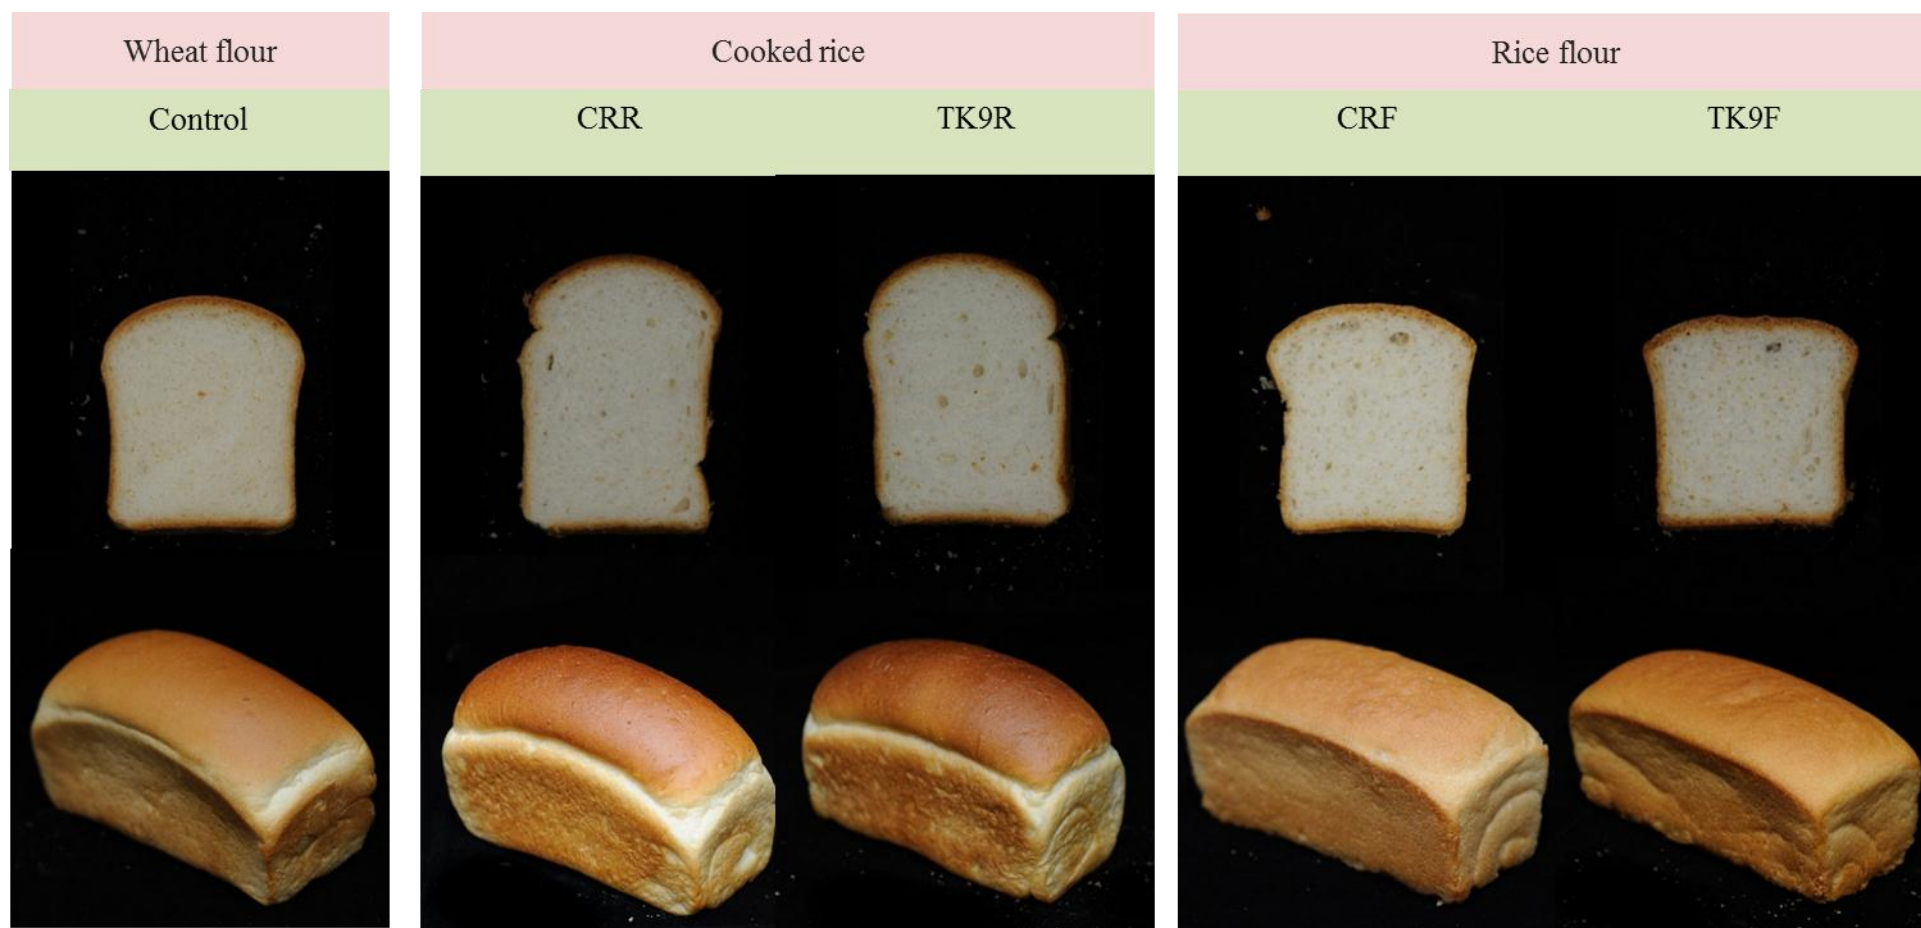 Wheat flour
Cooked rice
Rice flour
Control
CRR
TK9R
CRF
TK9F